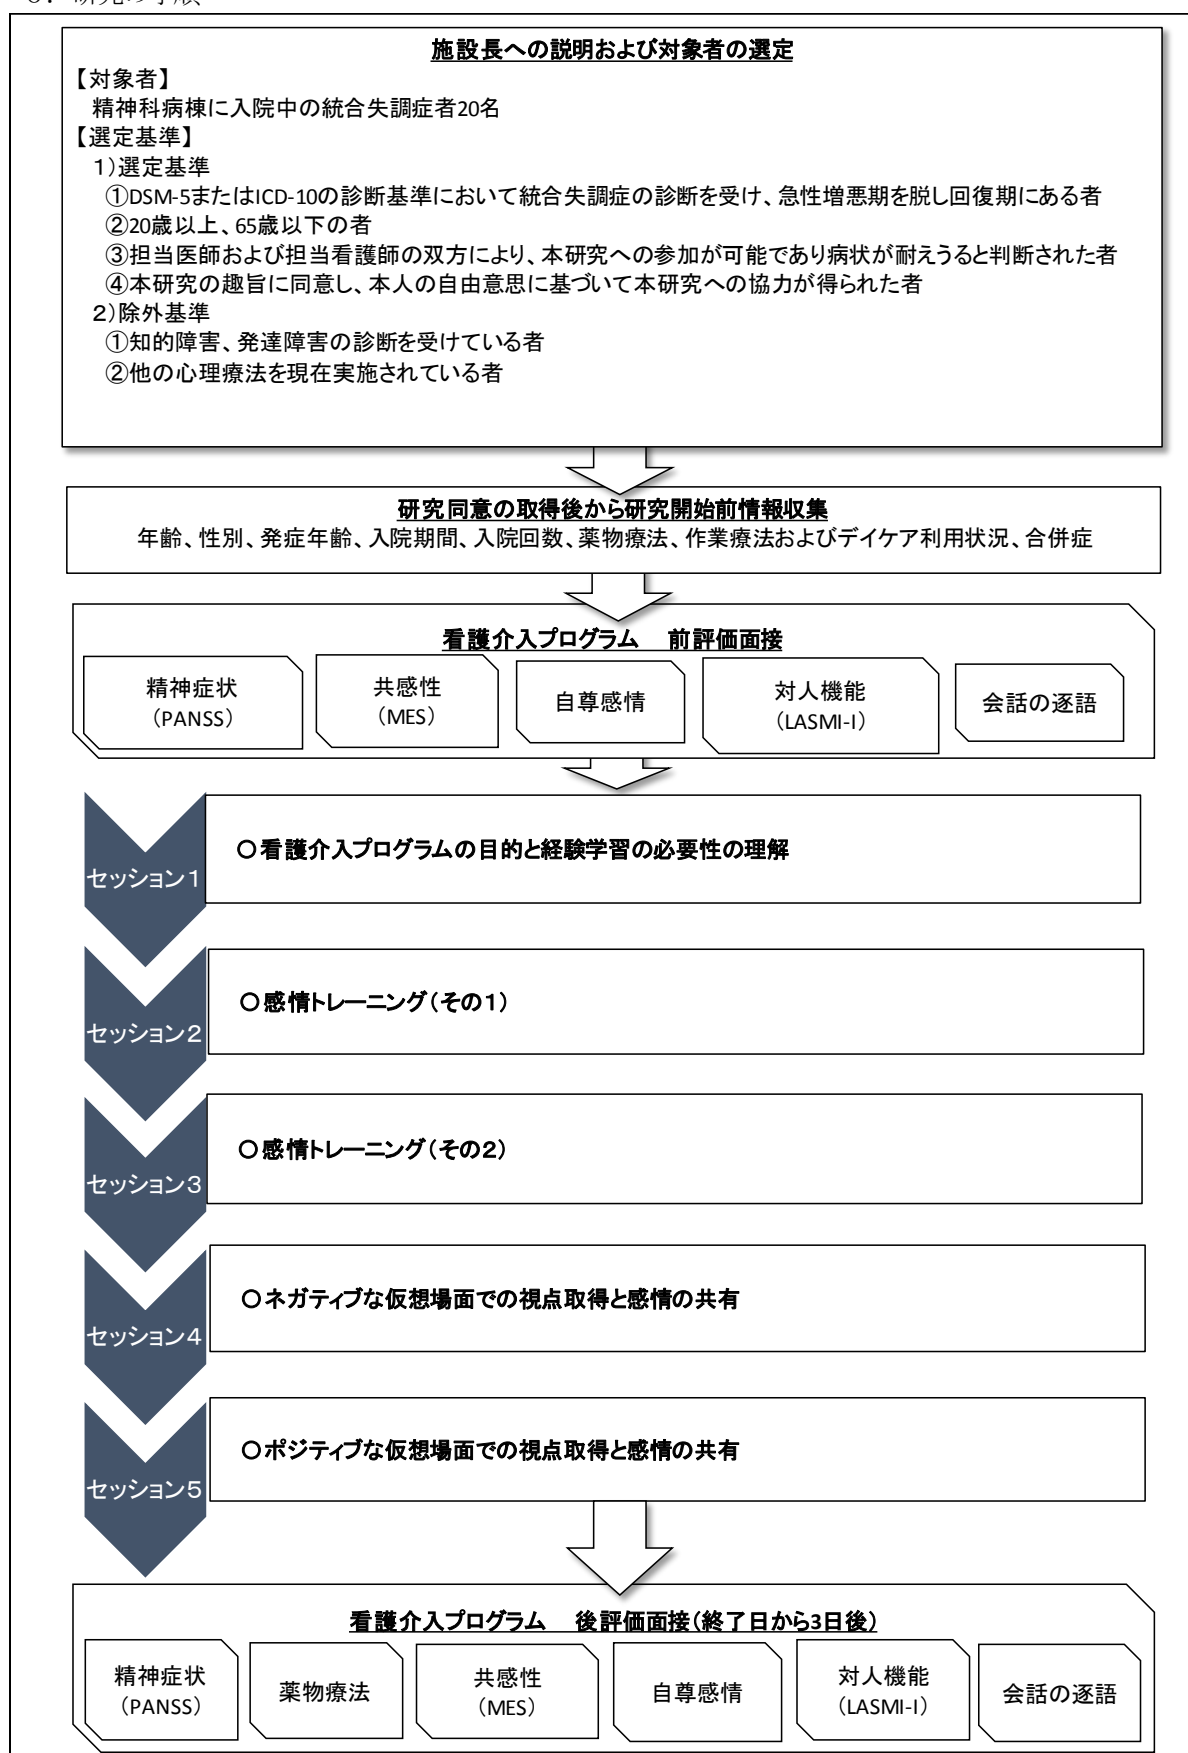 施設長への説明および対象者の選定
【対象者】
精神科病棟に入院中の統合失調症者20名
【選定基準】
1)選定基準
①DSM-5またはICD-10の診断基準において統合失調症の診断を受け、急性増悪期を脱し回復期にある者
②20歳以上、65歳以下の者
③担当医師および担当看護師の双方により、本研究への参加が可能であり病状が耐えうると判断された者
④本研究の趣旨に同意し、本人の自由意思に基づいて本研究への協力が得られた者
2)除外基準
①知的障害、発達障害の診断を受けている者
②他の心理療法を現在実施されている者
研究同意の取得後から研究開始前情報収集
年齢、性別、発症年齢、入院期間、入院回数、薬物療法、作業療法およびデイケア利用状況、合併症
看護介入プログラム 前評価面接
精神症状
(PANSS)
共感性
(MES)
自尊感情
対人機能
(LASMI-I)
会話の逐語
セッション1
○看護介入プログラムの目的と経験学習の必要性の理解
セッション2
○感情トレーニング(その1)
セッション3
○感情トレーニング(その2)
セッション4
○ネガティブな仮想場面での視点取得と感情の共有
セッション5
○ポジティブな仮想場面での視点取得と感情の共有
看護介入プログラム 後評価面接(終了日から3日後)
精神症状
(PANSS)
薬物療法
共感性
(MES)
自尊感情
対人機能
(LASMI-I)
会話の逐語